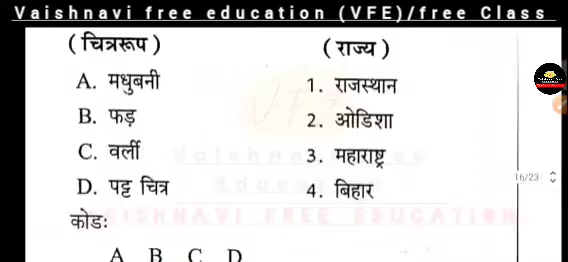 Vaishnavi free education (VFE)/free Class
(चित्ररूप) (राज्य)
A. मधुबनी 1. राजस्थान
B. फड़ 2. ओडिशा
C. वर्ली 3. महाराष्ट्र
D. पट्ट चित्र 4. बिहार
16/23
कोडः
A B C D